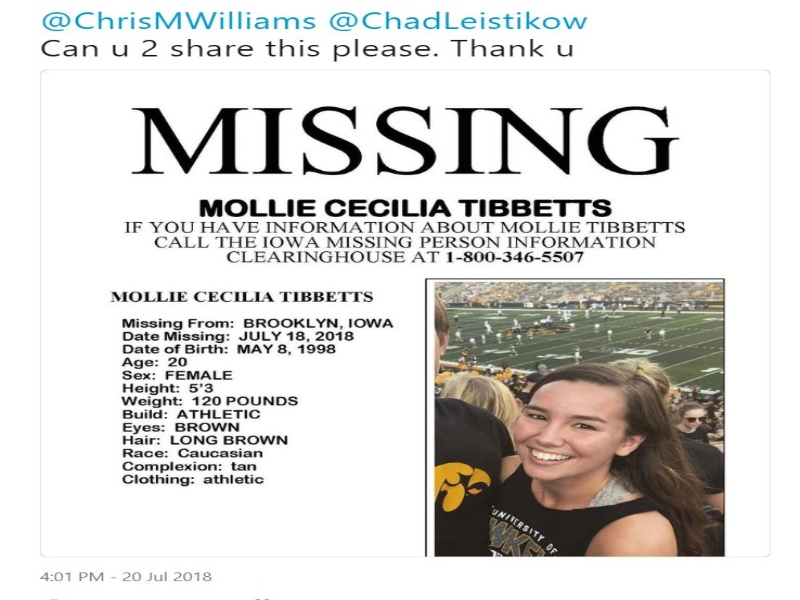 @ChrisMWilliams @ChadLeistikow
Can u 2 share this please. Thank u
MISSING
MOLLIE CECILIA TIBBETTS
IF YOU HAVE INFORMATION ABOUT MOLLIE TIBBETTS
CALL THE IOWA MISSING PERSON INFORMATION
CLEARINGHOUSE AT 1-800-346-5507
MOLLIE CECILIA TIBBETTS
Missing From: BROOKLYN, IOWA
Date Missing: JULY 18, 2018
Date of Birth: MAY 8, 1998
Age: 20
Sex: FEMALE
Height: 5'3
Weight: 120 POUNDS
Build: ATHLETIC
Eyes: BROWN
Hair: LONG BROWN
Race: Caucasian
Complexion: tan
Clothing: athletic
UNIVERSITY OF
4:01 PM - 20 Jul 2018